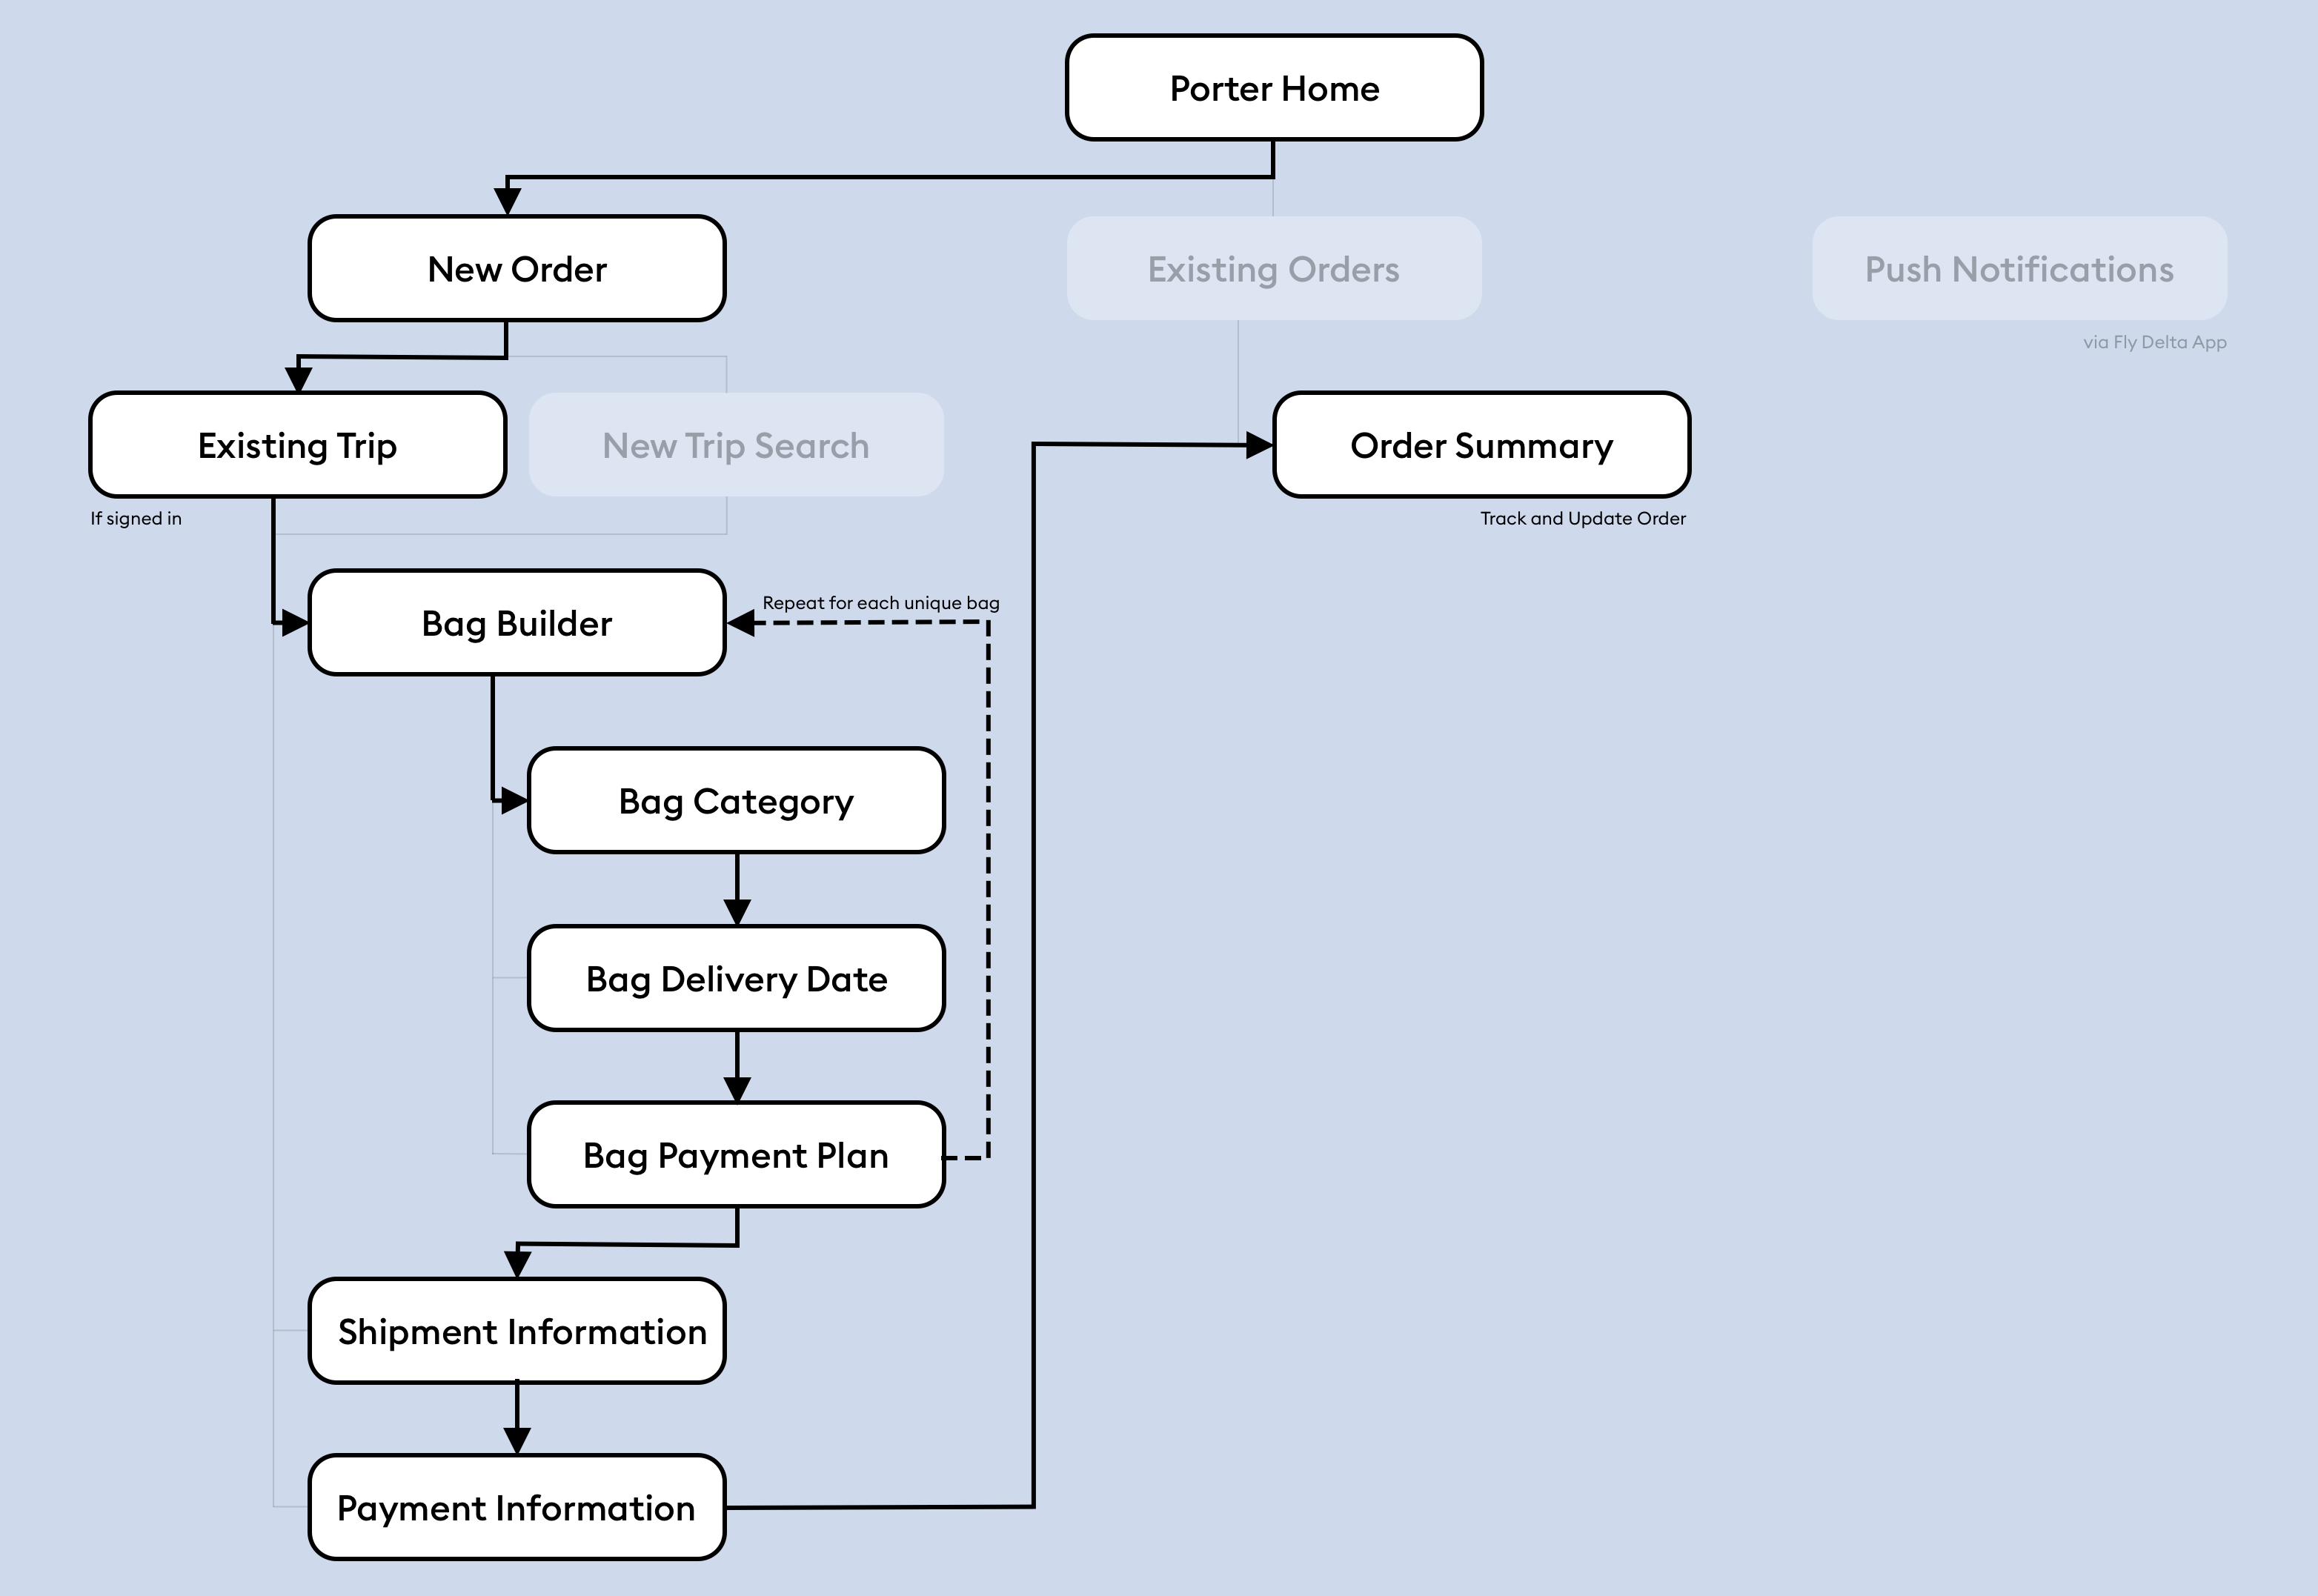 Porter Home
New Order
Existing Orders
Push Notifications
via Fly Delta App
Existing Trip
New Trip Search
Order Summary
If signed in
Track and Update Order
Bag Builder
Repeat for each unique bag
Bag Category
Bag Delivery Date
Bag Payment Plan
Shipment Information
Payment Information